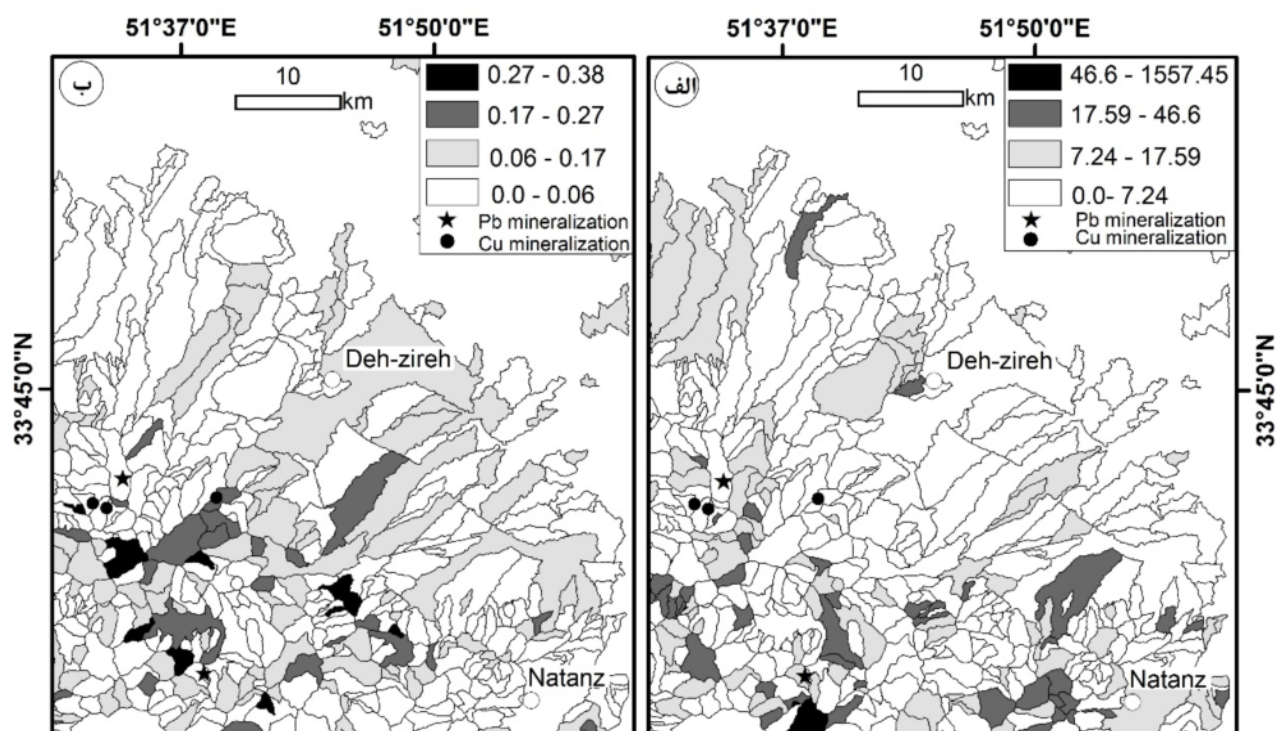 51°37'0"E
51°50'0"E
51°37'0"E
51°50'0"E
ب
10
km
0.27 - 0.38
0.17 - 0.27
0.06 - 0.17
0.0 - 0.06
Pb mineralization
Cu mineralization
33°45'0"N
Deh-zireh
Natanz
الف
10
km
46.6 - 1557.45
17.59 - 46.6
7.24 - 17.59
0.0- 7.24
Pb mineralization
Cu mineralization
Deh-zireh
33°45'0"N
Natanz